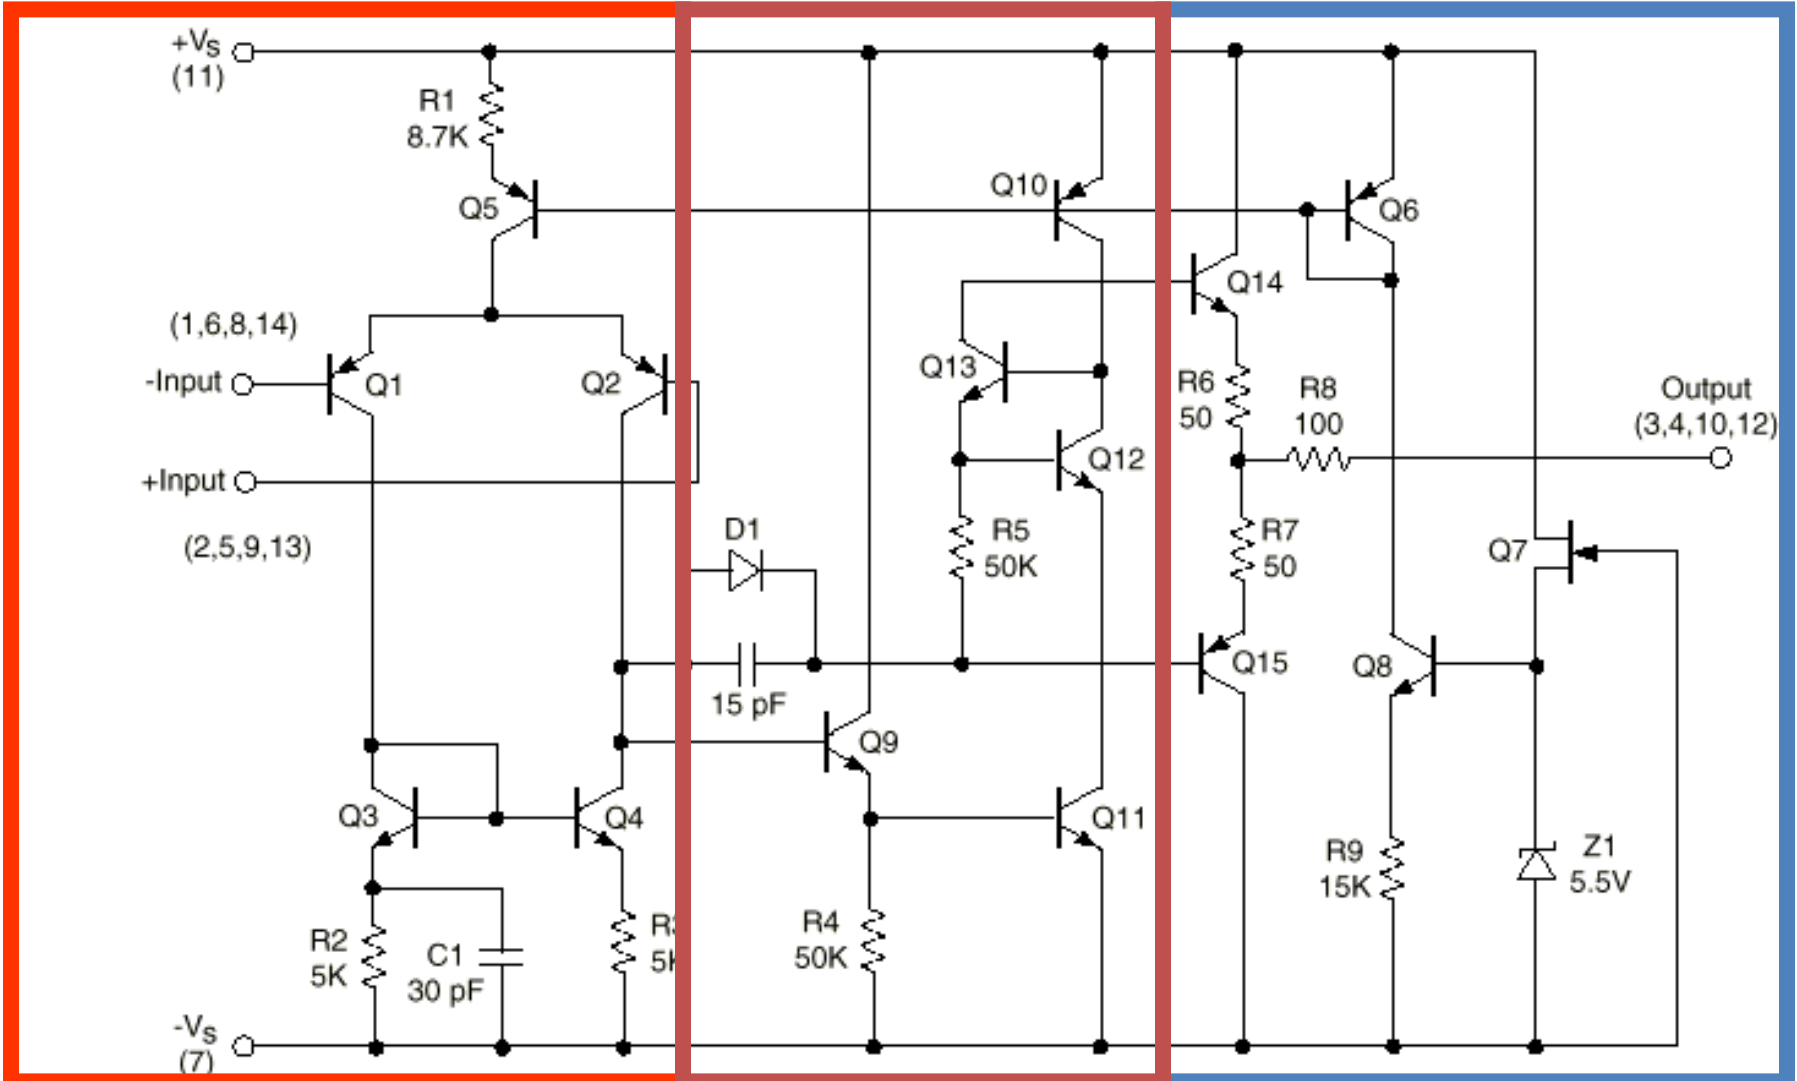 +Vs
(11)
R1
8.7K
Q5
Q10
Q6
Q14
(1,6,8,14)
-Input
Q1
Q2
Q13
R6
50
R8
100
Output
(3,4,10,12)
+Input
Q12
(2,5,9,13)
D1
R5
50K
R7
50
Q7
15 pF
Q15
Q8
Q9
Q3
Q4
Q11
R9
15K
Z1
5.5V
R2
5K
C1
30 pF
R4
50K
-Vs
(7)